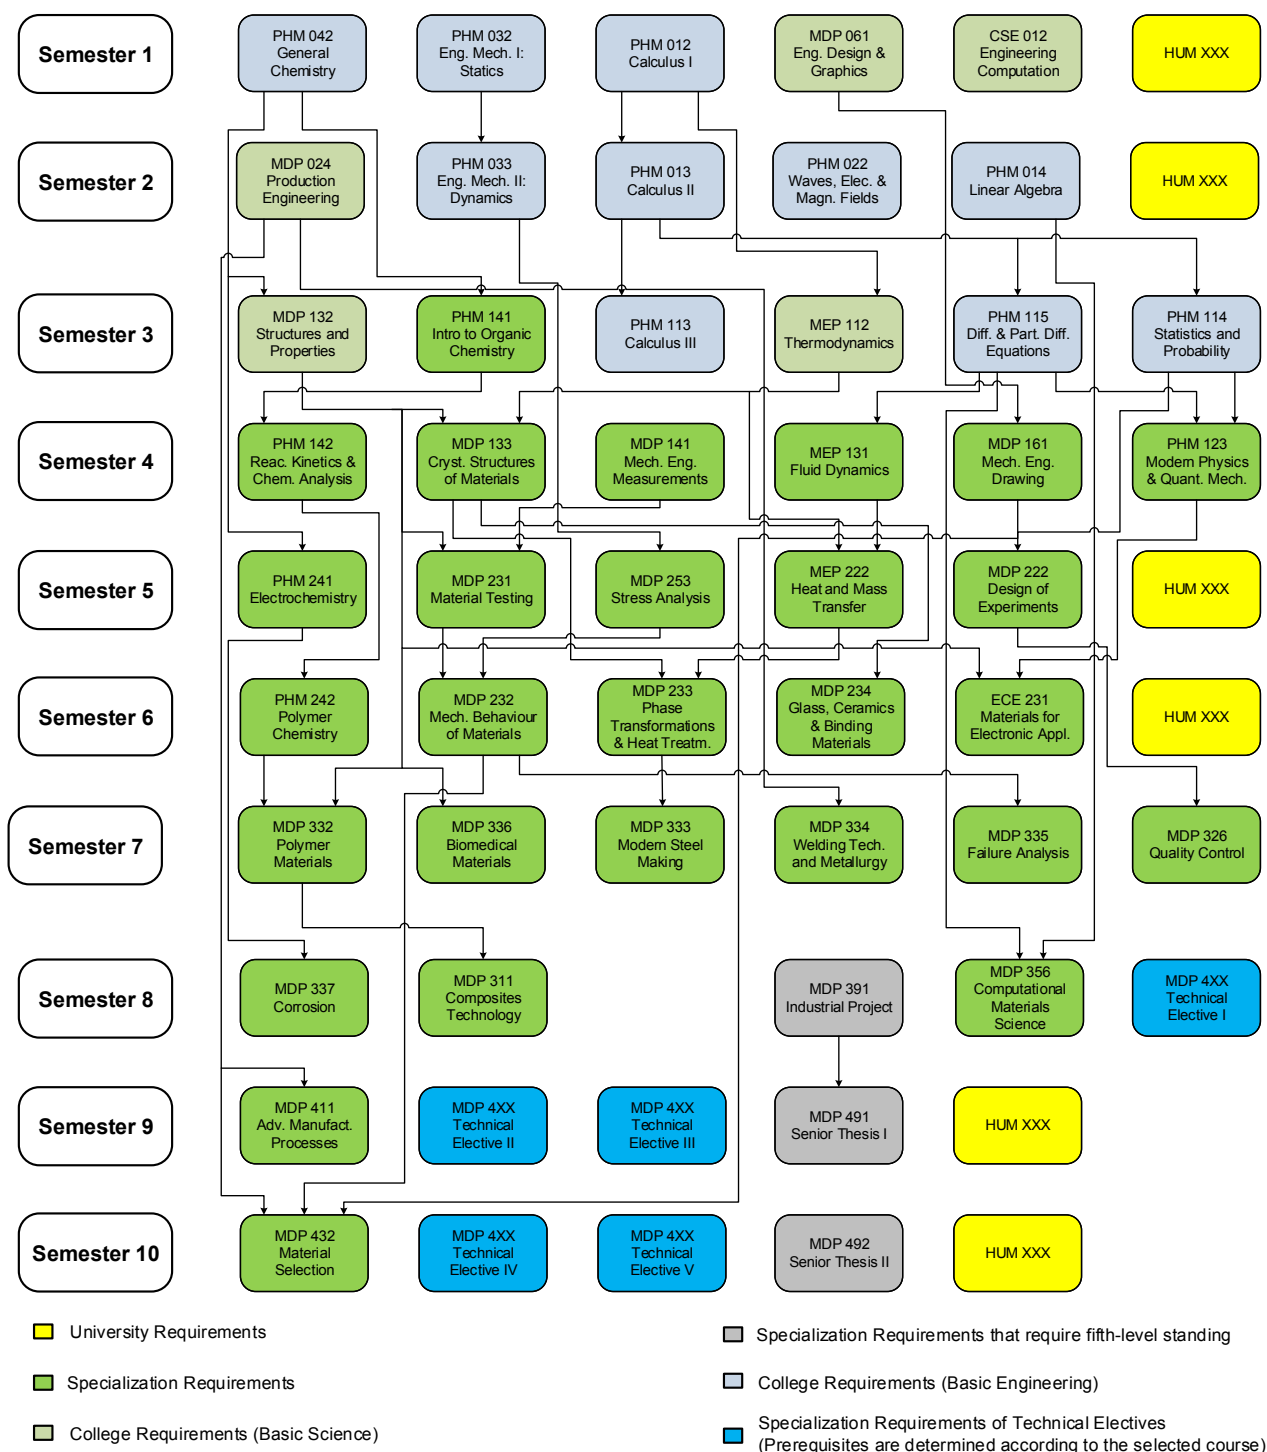 Semester 1
PHM 042
General
Chemistry
PHM 032
Eng. Mech. I:
Statics
PHM 012
Calculus I
MDP 061
Eng. Design &
Graphics
CSE 012
Engineering
Computation
HUM XXX
Semester 2
MDP 024
Production
Engineering
PHM 033
Eng. Mech. II:
Dynamics
PHM 013
Calculus II
PHM 022
Waves, Elec. &
Magn. Fields
PHM 014
Linear Algebra
HUM XXX
Semester 3
MDP 132
Structures and
Properties
PHM 141
Intro to Organic
Chemistry
PHM 113
Calculus III
MEP 112
Thermodynamics
PHM 115
Diff. & Part. Diff.
Equations
PHM 114
Statistics and
Probability
Semester 4
PHM 142
Reac. Kinetics &
Chem. Analysis
MDP 133
Cryst. Structures
of Materials
MDP 141
Mech. Eng.
Measurements
MEP 131
Fluid Dynamics
MDP 161
Mech. Eng.
Drawing
PHM 123
Modern Physics
& Quant. Mech.
Semester 5
PHM 241
Electrochemistry
MDP 231
Material Testing
MDP 253
Stress Analysis
MEP 222
Heat and Mass
Transfer
MDP 222
Design of
Experiments
HUM XXX
Semester 6
PHM 242
Polymer
Chemistry
MDP 232
Mech. Behaviour
of Materials
MDP 233
Phase
Transformations
& Heat Treatm.
MDP 234
Glass, Ceramics
& Binding
Materials
ECE 231
Materials for
Electronic Appl.
HUM XXX
Semester 7
MDP 332
Polymer
Materials
MDP 336
Biomedical
Materials
MDP 333
Modern Steel
Making
MDP 334
Welding Tech.
and Metallurgy
MDP 335
Failure Analysis
MDP 326
Quality Control
Semester 8
MDP 337
Corrosion
MDP 311
Composites
Technology
MDP 391
Industrial Project
MDP 356
Computational
Materials
Science
MDP 4XX
Technical
Elective I
Semester 9
MDP 411
Adv. Manufact.
Processes
MDP 4XX
Technical
Elective II
MDP 4XX
Technical
Elective III
MDP 491
Senior Thesis I
HUM XXX
Semester 10
MDP 432
Material
Selection
MDP 4XX
Technical
Elective IV
MDP 4XX
Technical
Elective V
MDP 492
Senior Thesis II
HUM XXX
University Requirements
Specialization Requirements
College Requirements (Basic Science)
Specialization Requirements that require fifth-level standing
College Requirements (Basic Engineering)
Specialization Requirements of Technical Electives
(Prerequisites are determined according to the selected course)